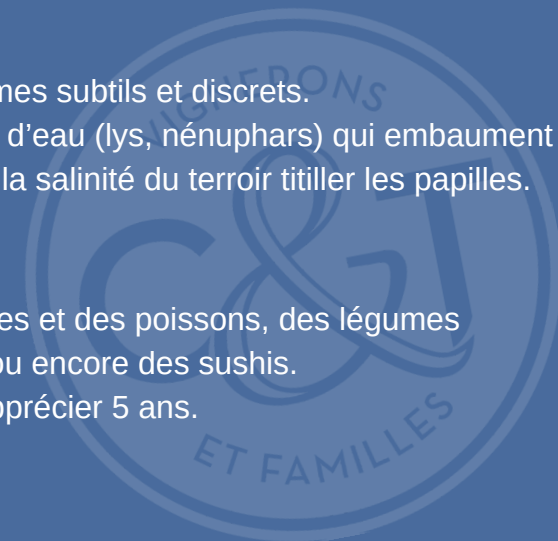 mes subtils et discrets.
d'eau (lys, nénuphars) qui embaument
la salinité du terroir titiller les papilles.
es et des poissons, des légumes
ou encore des sushis.
pprécier 5 ans.
VIGNERONS
C&J
ET FAMILLES